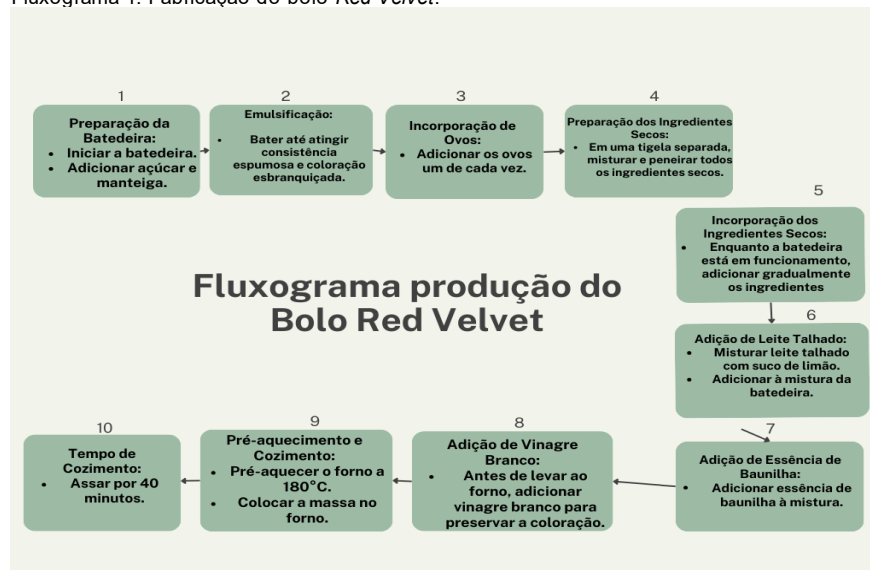 Fluxograma 1: Fabricação do bolo Red Velvet.
1
Preparação da
Batedeira:
• Iniciar a batedeira.
• Adicionar açúcar e
manteiga.
2
Emulsificação:
• Bater até atingir
consistência
espumosa e coloração
esbranquiçada.
3
Incorporação de
Ovos:
• Adicionar os ovos
um de cada vez.
4
Preparação dos Ingredientes
Secos:
• Em uma tigela separada,
misturar e peneirar todos
os ingredientes secos.
5
Incorporação dos
Ingredientes Secos:
• Enquanto a batedeira
está em funcionamento,
adicionar gradualmente
os ingredientes
Fluxograma produção do
Bolo Red Velvet
6
Adição de Leite Talhado:
• Misturar leite talhado
com suco de limão.
• Adicionar à mistura da
batedeira.
7
Adição de Essência de
Baunilha:
• Adicionar essência de
baunilha à mistura.
8
Adição de Vinagre
Branco:
• Antes de levar ao
forno, adicionar
vinagre branco para
preservar a coloração.
9
Pré-aquecimento e
Cozimento:
• Pré-aquecer o forno a
180°C.
• Colocar a massa no
forno.
10
Tempo de
Cozimento:
• Assar por 40
minutos.